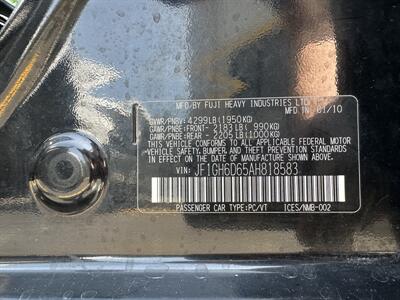 MFD BY FUJI HEAVY INDUSTRIES LTD.
MFD IN 01/10
GVWR/PNBV: 4299LB(1950KG)
GAWR/PNBE:FRONT- 2183LB( 990KG)
GAWR/PNBE:REAR - 2205LB(1000KG)
THIS VEHICLE CONFORMS TO ALL APPLICABLE FEDERAL MOTOR
VEHICLE SAFETY, BUMPER AND THEFT PREVENTION STANDARDS
IN EFFECT ON THE DATE OF MANUFACTURE SHOWN ABOVE.
VIN: JF1GH6D65AH818583
PASSENGER CAR TYPE:PC/VT ICES/NMB-002